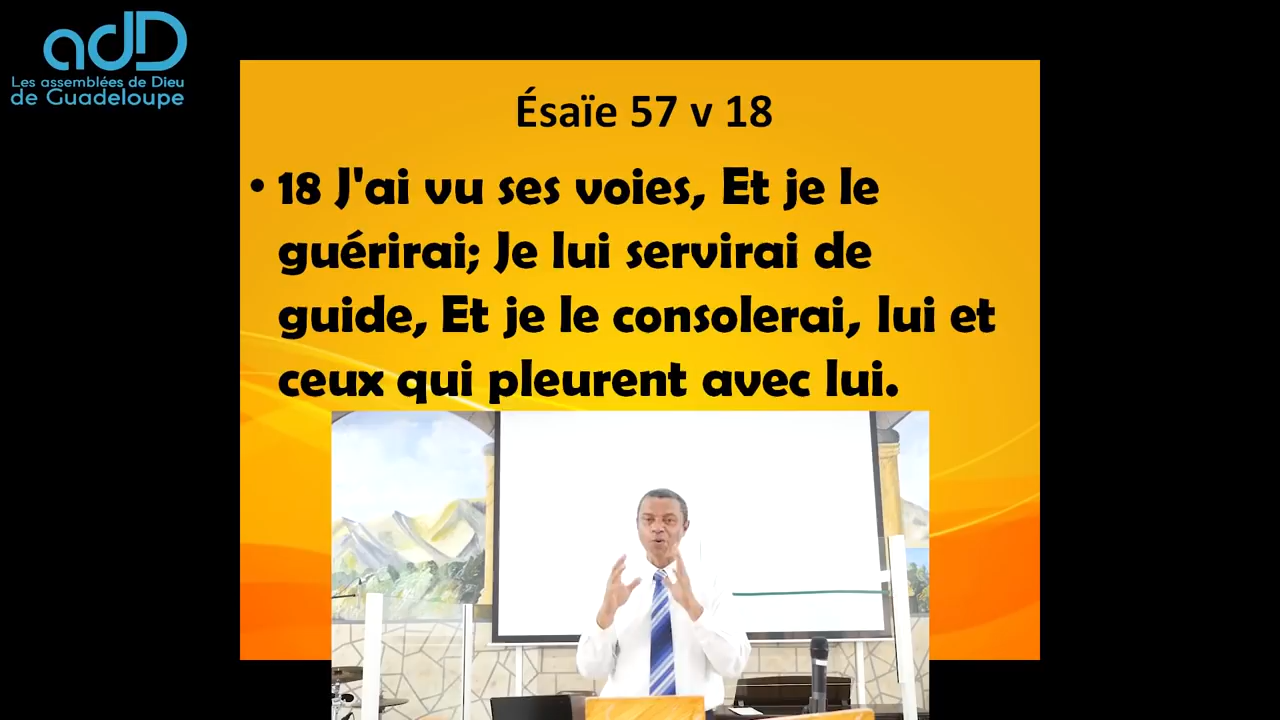 adD
Les assemblées de Dieu
de Guadeloupe
Ésaïe 57 v 18
• 18 J'ai vu ses voies, Et je le
guérirai; Je lui servirai de
guide, Et je le consolerai, lui et
ceux qui pleurent avec lui.